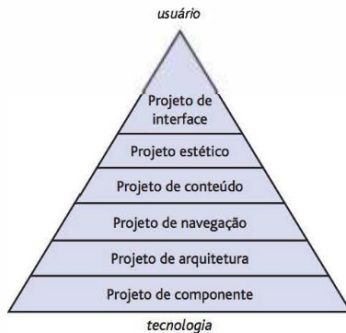 usuário
Projeto de
interface
Projeto estético
Projeto de conteúdo
Projeto de navegação
Projeto de arquitetura
Projeto de componente
tecnologia